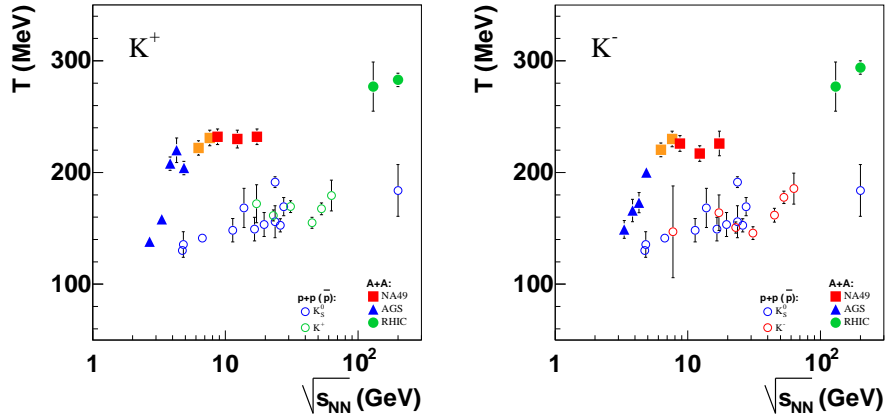 K+
T (MeV)
300
200
100
p+p ( p̅ ):
K0S
K+
A+A:
NA49
AGS
RHIC
1
10
10²
√sNN (GeV)
K-
T (MeV)
300
200
100
p+p ( p̅ ):
K0S
K-
A+A:
NA49
AGS
RHIC
1
10
10²
√sNN (GeV)